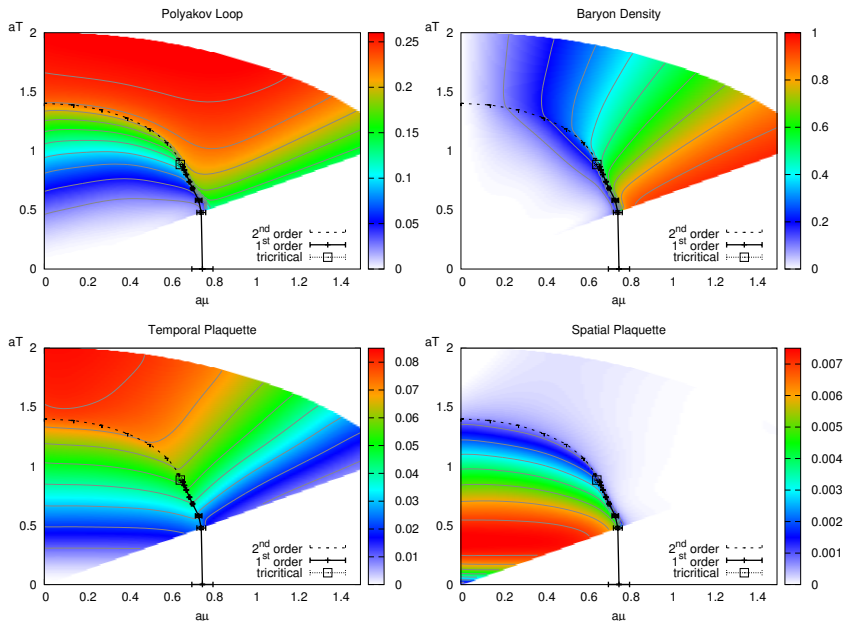 Polyakov Loop
aT
2
1.5
1
0.5
0
0 0.2 0.4 0.6 0.8 1 1.2 1.4
aμ
2nd order
1st order
tricritical
0.25
0.2
0.15
0.1
0.05
0
Baryon Density
aT
2
1.5
1
0.5
0
0 0.2 0.4 0.6 0.8 1 1.2 1.4
aμ
2nd order
1st order
tricritical
1
0.8
0.6
0.4
0.2
0
Temporal Plaquette
aT
2
1.5
1
0.5
0
0 0.2 0.4 0.6 0.8 1 1.2 1.4
aμ
2nd order
1st order
tricritical
0.08
0.07
0.06
0.05
0.04
0.03
0.02
0.01
0
Spatial Plaquette
aT
2
1.5
1
0.5
0
0 0.2 0.4 0.6 0.8 1 1.2 1.4
aμ
2nd order
1st order
tricritical
0.007
0.006
0.005
0.004
0.003
0.002
0.001
0